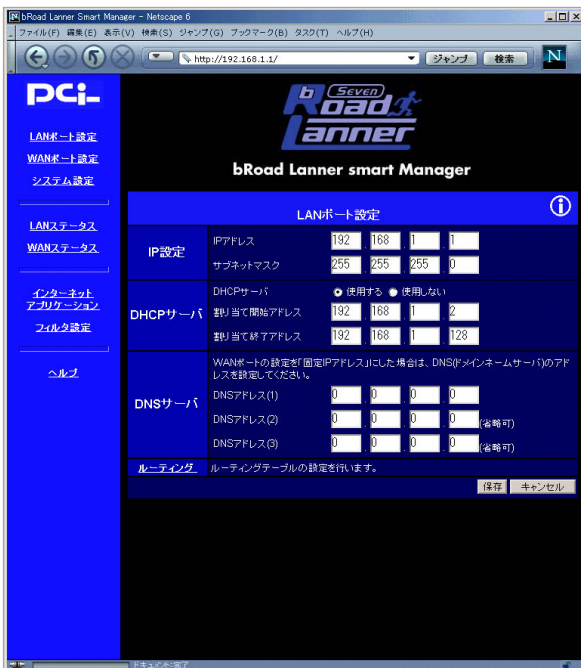 bRoad Lanner Smart Manager - Netscape 6
ファイル(F) 編集(E) 表示(V) 検索(S) ジャンプ(G) ブックマーク(B) タスク(T) ヘルプ(H)
http://192.168.1.1/ ジャンプ 検索 N
PCi
b Seven
Road
Lanner
bRoad Lanner smart Manager
LANポート設定
WANポート設定
システム設定
LANステータス
WANステータス
インターネット
アプリケーション
フィルタ設定
ヘルプ
LANポート設定
IP設定
IPアドレス 192 . 168 . 1 . 1
サブネットマスク 255 . 255 . 255 . 0
DHCPサーバ
DHCPサーバ 使用する 使用しない
割り当て開始アドレス 192 . 168 . 1 . 2
割り当て終了アドレス 192 . 168 . 1 . 128
DNSサーバ
WANポートの設定を「固定IPアドレス」にした場合は、DNS(ドメインネームサーバ)のアド
レスを設定してください。
DNSアドレス(1) 0 . 0 . 0 . 0
DNSアドレス(2) 0 . 0 . 0 . 0 (省略可)
DNSアドレス(3) 0 . 0 . 0 . 0 (省略可)
ルーティング ルーティングテーブルの設定を行います。
保存 キャンセル
ドキュメント:完了